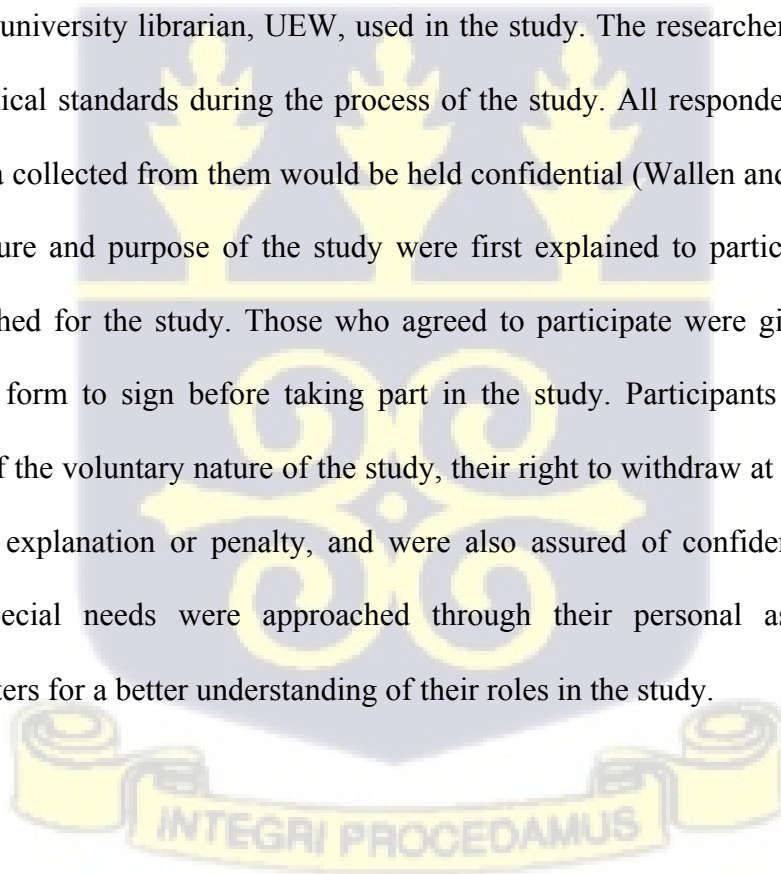 university librarian, UEW, used in the study. The researcher
ical standards during the process of the study. All responde
collected from them would be held confidential (Wallen and
ure and purpose of the study were first explained to partic
hed for the study. Those who agreed to participate were gi
form to sign before taking part in the study. Participants
f the voluntary nature of the study, their right to withdraw at
explanation or penalty, and were also assured of confider
pecial needs were approached through their personal as
ters for a better understanding of their roles in the study.
INTEGRI PROCEDAMUS